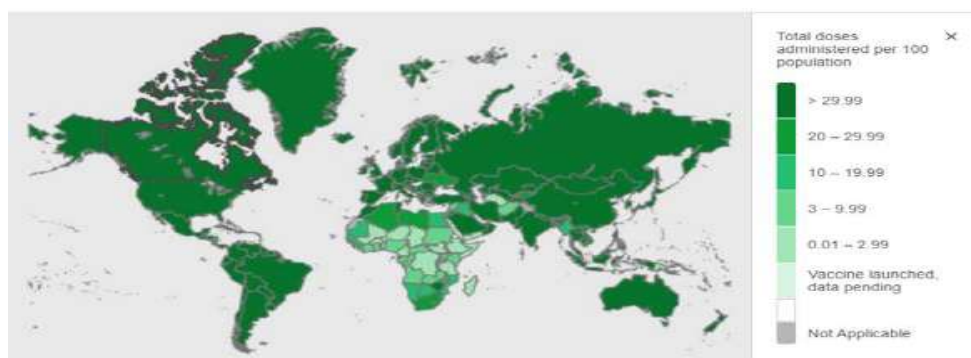 Total doses
administered per 100
population
×
> 29.99
20 – 29.99
10 – 19.99
3 – 9.99
0.01 – 2.99
Vaccine launched,
data pending
Not Applicable